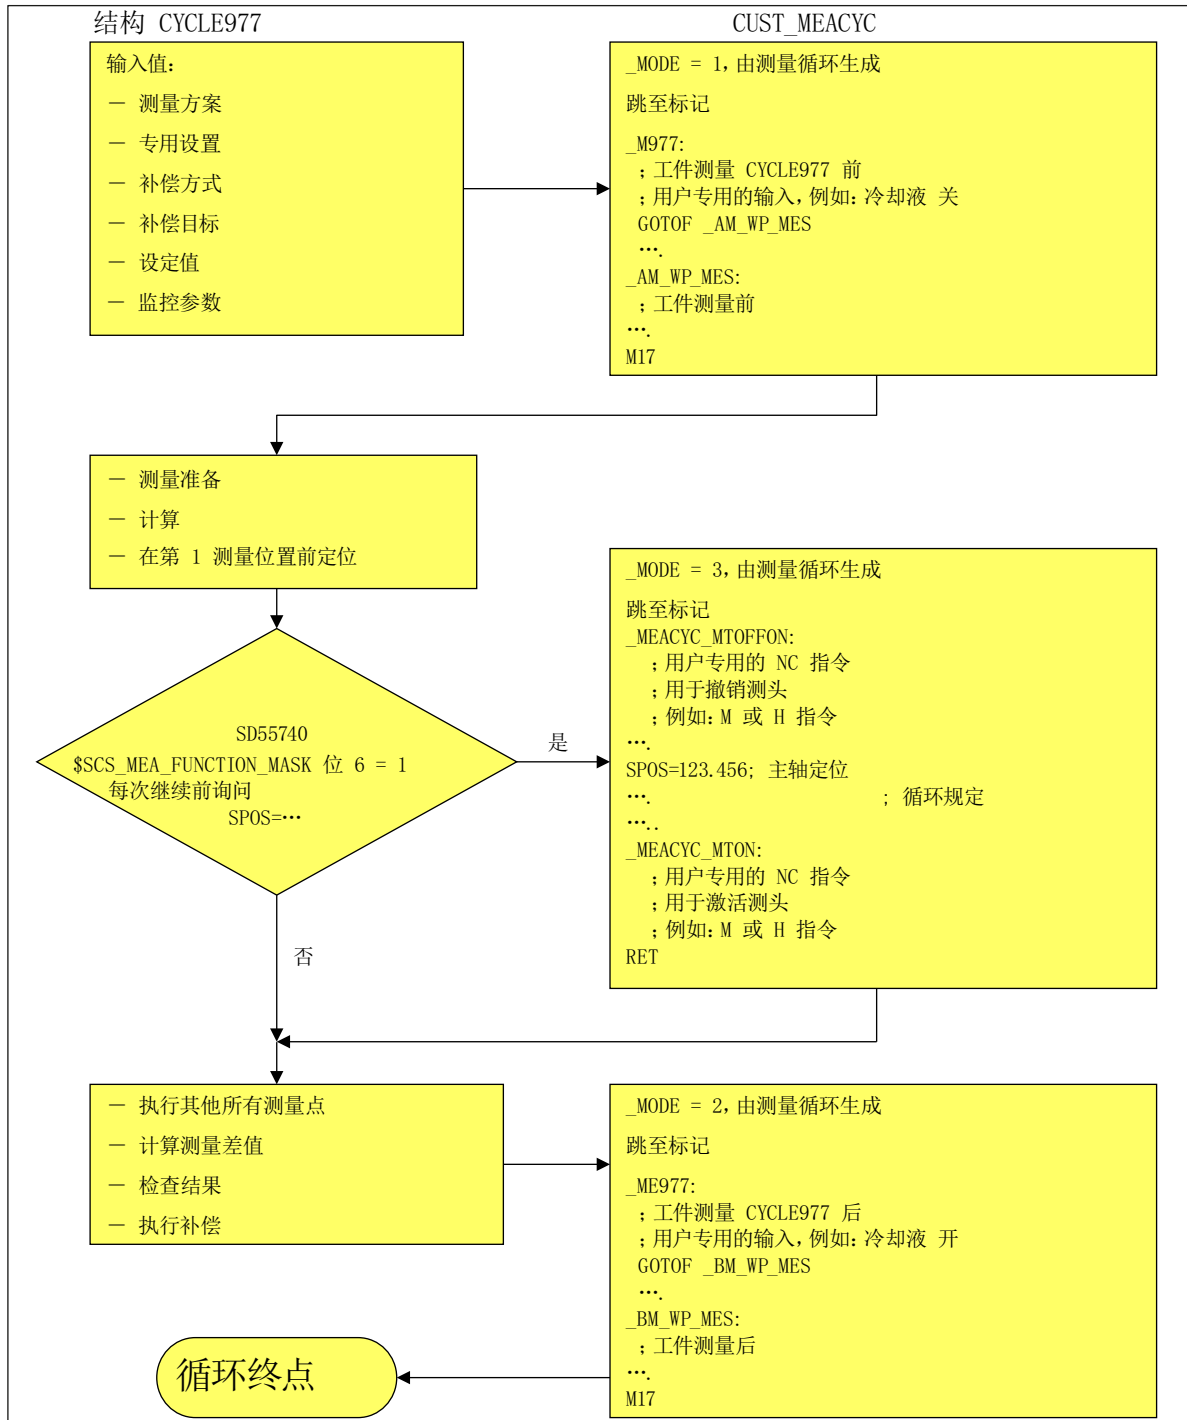 结构 CYCLE977
CUST_MEACYC
输入值:
— 测量方案
— 专用设置
— 补偿方式
— 补偿目标
— 设定值
— 监控参数
_MODE = 1, 由测量循环生成
跳至标记
_M977:
; 工件测量 CYCLE977 前
; 用户专用的输入, 例如: 冷却液 关
GOTOF _AM_WP_MES
….
_AM_WP_MES:
; 工件测量前
….
M17
— 测量准备
— 计算
— 在第 1 测量位置前定位
SD55740
$SCS_MEA_FUNCTION_MASK 位 6 = 1
每次继续前询问
SPOS=…
是
否
_MODE = 3, 由测量循环生成
跳至标记
_MEACYC_MTOFFON:
; 用户专用的 NC 指令
; 用于撤销测头
; 例如: M 或 H 指令
….
SPOS=123.456; 主轴定位
…. ; 循环规定
…..
_MEACYC_MTON:
; 用户专用的 NC 指令
; 用于激活测头
; 例如: M 或 H 指令
RET
— 执行其他所有测量点
— 计算测量差值
— 检查结果
— 执行补偿
_MODE = 2, 由测量循环生成
跳至标记
_ME977:
; 工件测量 CYCLE977 后
; 用户专用的输入, 例如: 冷却液 开
GOTOF _BM_WP_MES
….
_BM_WP_MES:
; 工件测量后
….
M17
循环终点